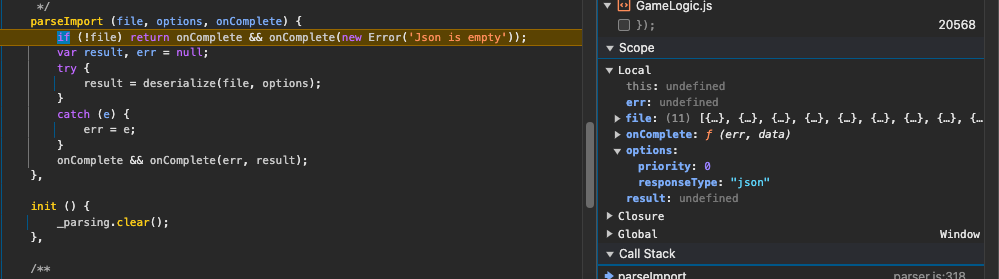 */
parseImport (file, options, onComplete) {
if (!file) return onComplete && onComplete(new Error('Json is empty'));
var result, err = null;
try {
result = deserialize(file, options);
}
catch (e) {
err = e;
}
onComplete && onComplete(err, result);
},
init () {
_parsing.clear();
},
/**
GameLogic.js
}); 20568
Scope
Local
this: undefined
err: undefined
file: (11) [{…}, {…}, {…}, {…}, {…}, {…}, {…}, {…}, {…
onComplete: ƒ (err, data)
options:
priority: 0
responseType: "json"
result: undefined
Closure
Global Window
Call Stack
parseImport parser.js:318